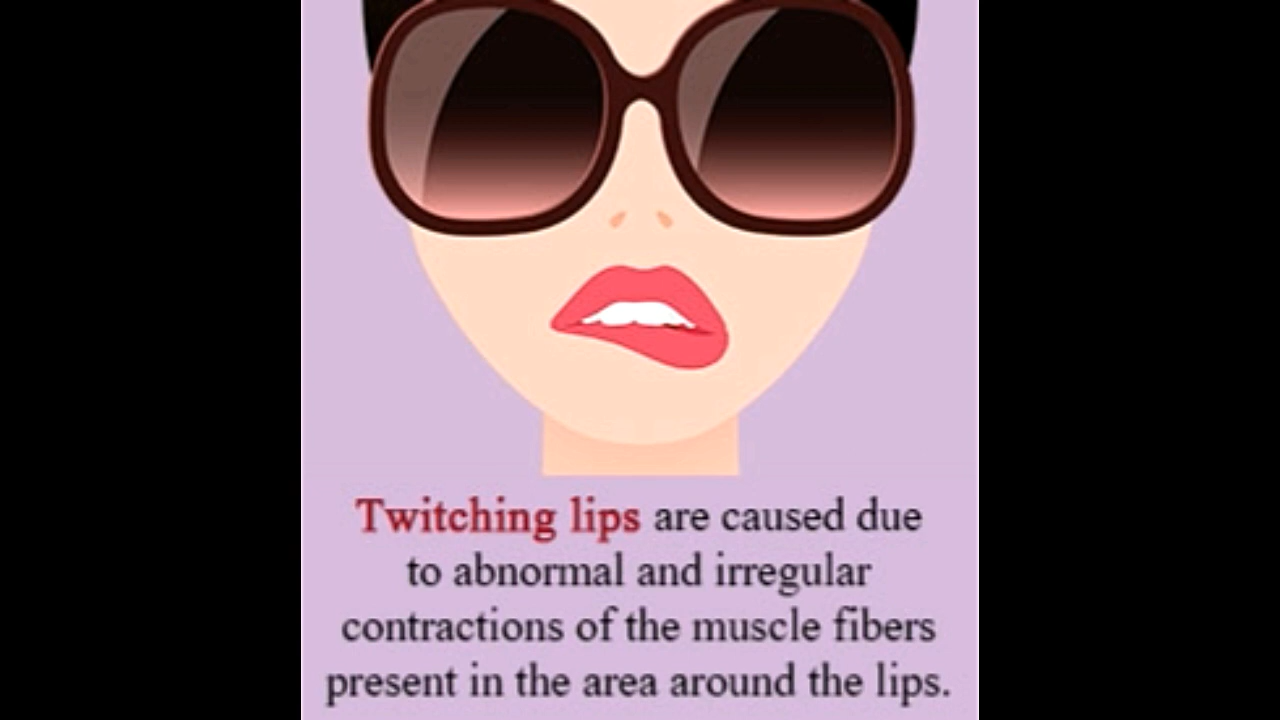 Twitching lips are caused due
to abnormal and irregular
contractions of the muscle fibers
present in the area around the lips.